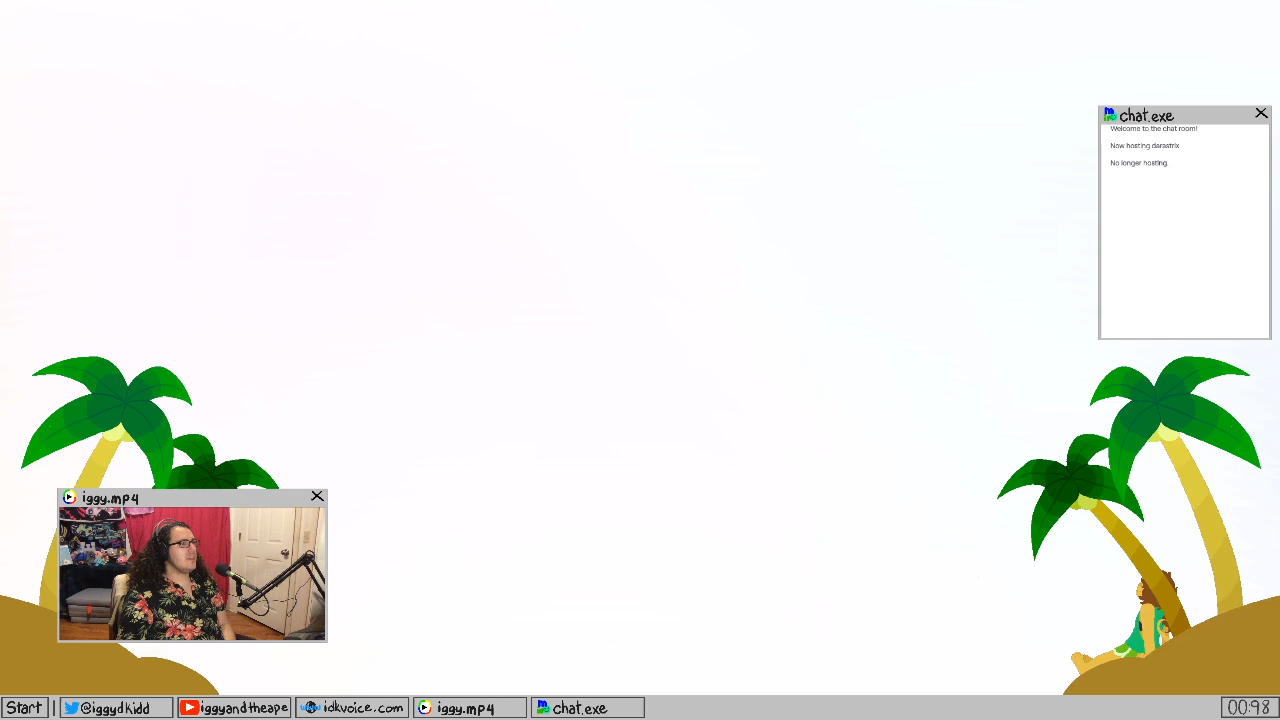 chat.exe
Welcome to the chat room!
Now hosting darastrix
No longer hosting.
iggy.mp4
Start | @iggydkidd iggyandtheape www idkvoice.com iggy.mp4 chat.exe 00:98